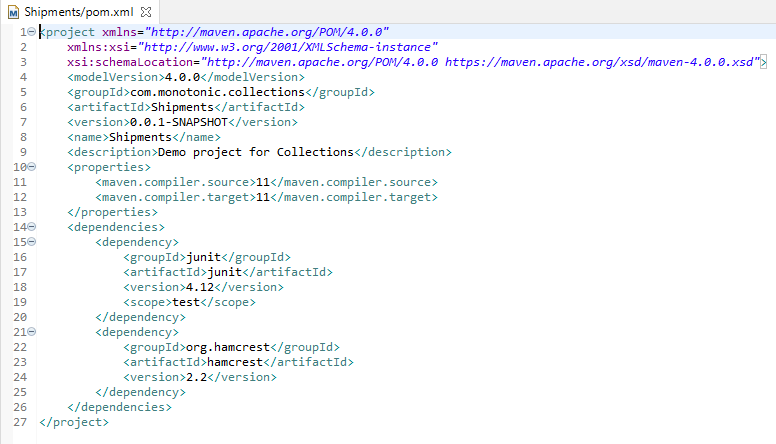 Shipments/pom.xml
1 <project xmlns="http://maven.apache.org/POM/4.0.0"
2     xmlns:xsi="http://www.w3.org/2001/XMLSchema-instance"
3     xsi:schemaLocation="http://maven.apache.org/POM/4.0.0 https://maven.apache.org/xsd/maven-4.0.0.xsd">
4     <modelVersion>4.0.0</modelVersion>
5     <groupId>com.monotonic.collections</groupId>
6     <artifactId>Shipments</artifactId>
7     <version>0.0.1-SNAPSHOT</version>
8     <name>Shipments</name>
9     <description>Demo project for Collections</description>
10     <properties>
11         <maven.compiler.source>11</maven.compiler.source>
12         <maven.compiler.target>11</maven.compiler.target>
13     </properties>
14     <dependencies>
15         <dependency>
16             <groupId>junit</groupId>
17             <artifactId>junit</artifactId>
18             <version>4.12</version>
19             <scope>test</scope>
20         </dependency>
21         <dependency>
22             <groupId>org.hamcrest</groupId>
23             <artifactId>hamcrest</artifactId>
24             <version>2.2</version>
25         </dependency>
26     </dependencies>
27 </project>